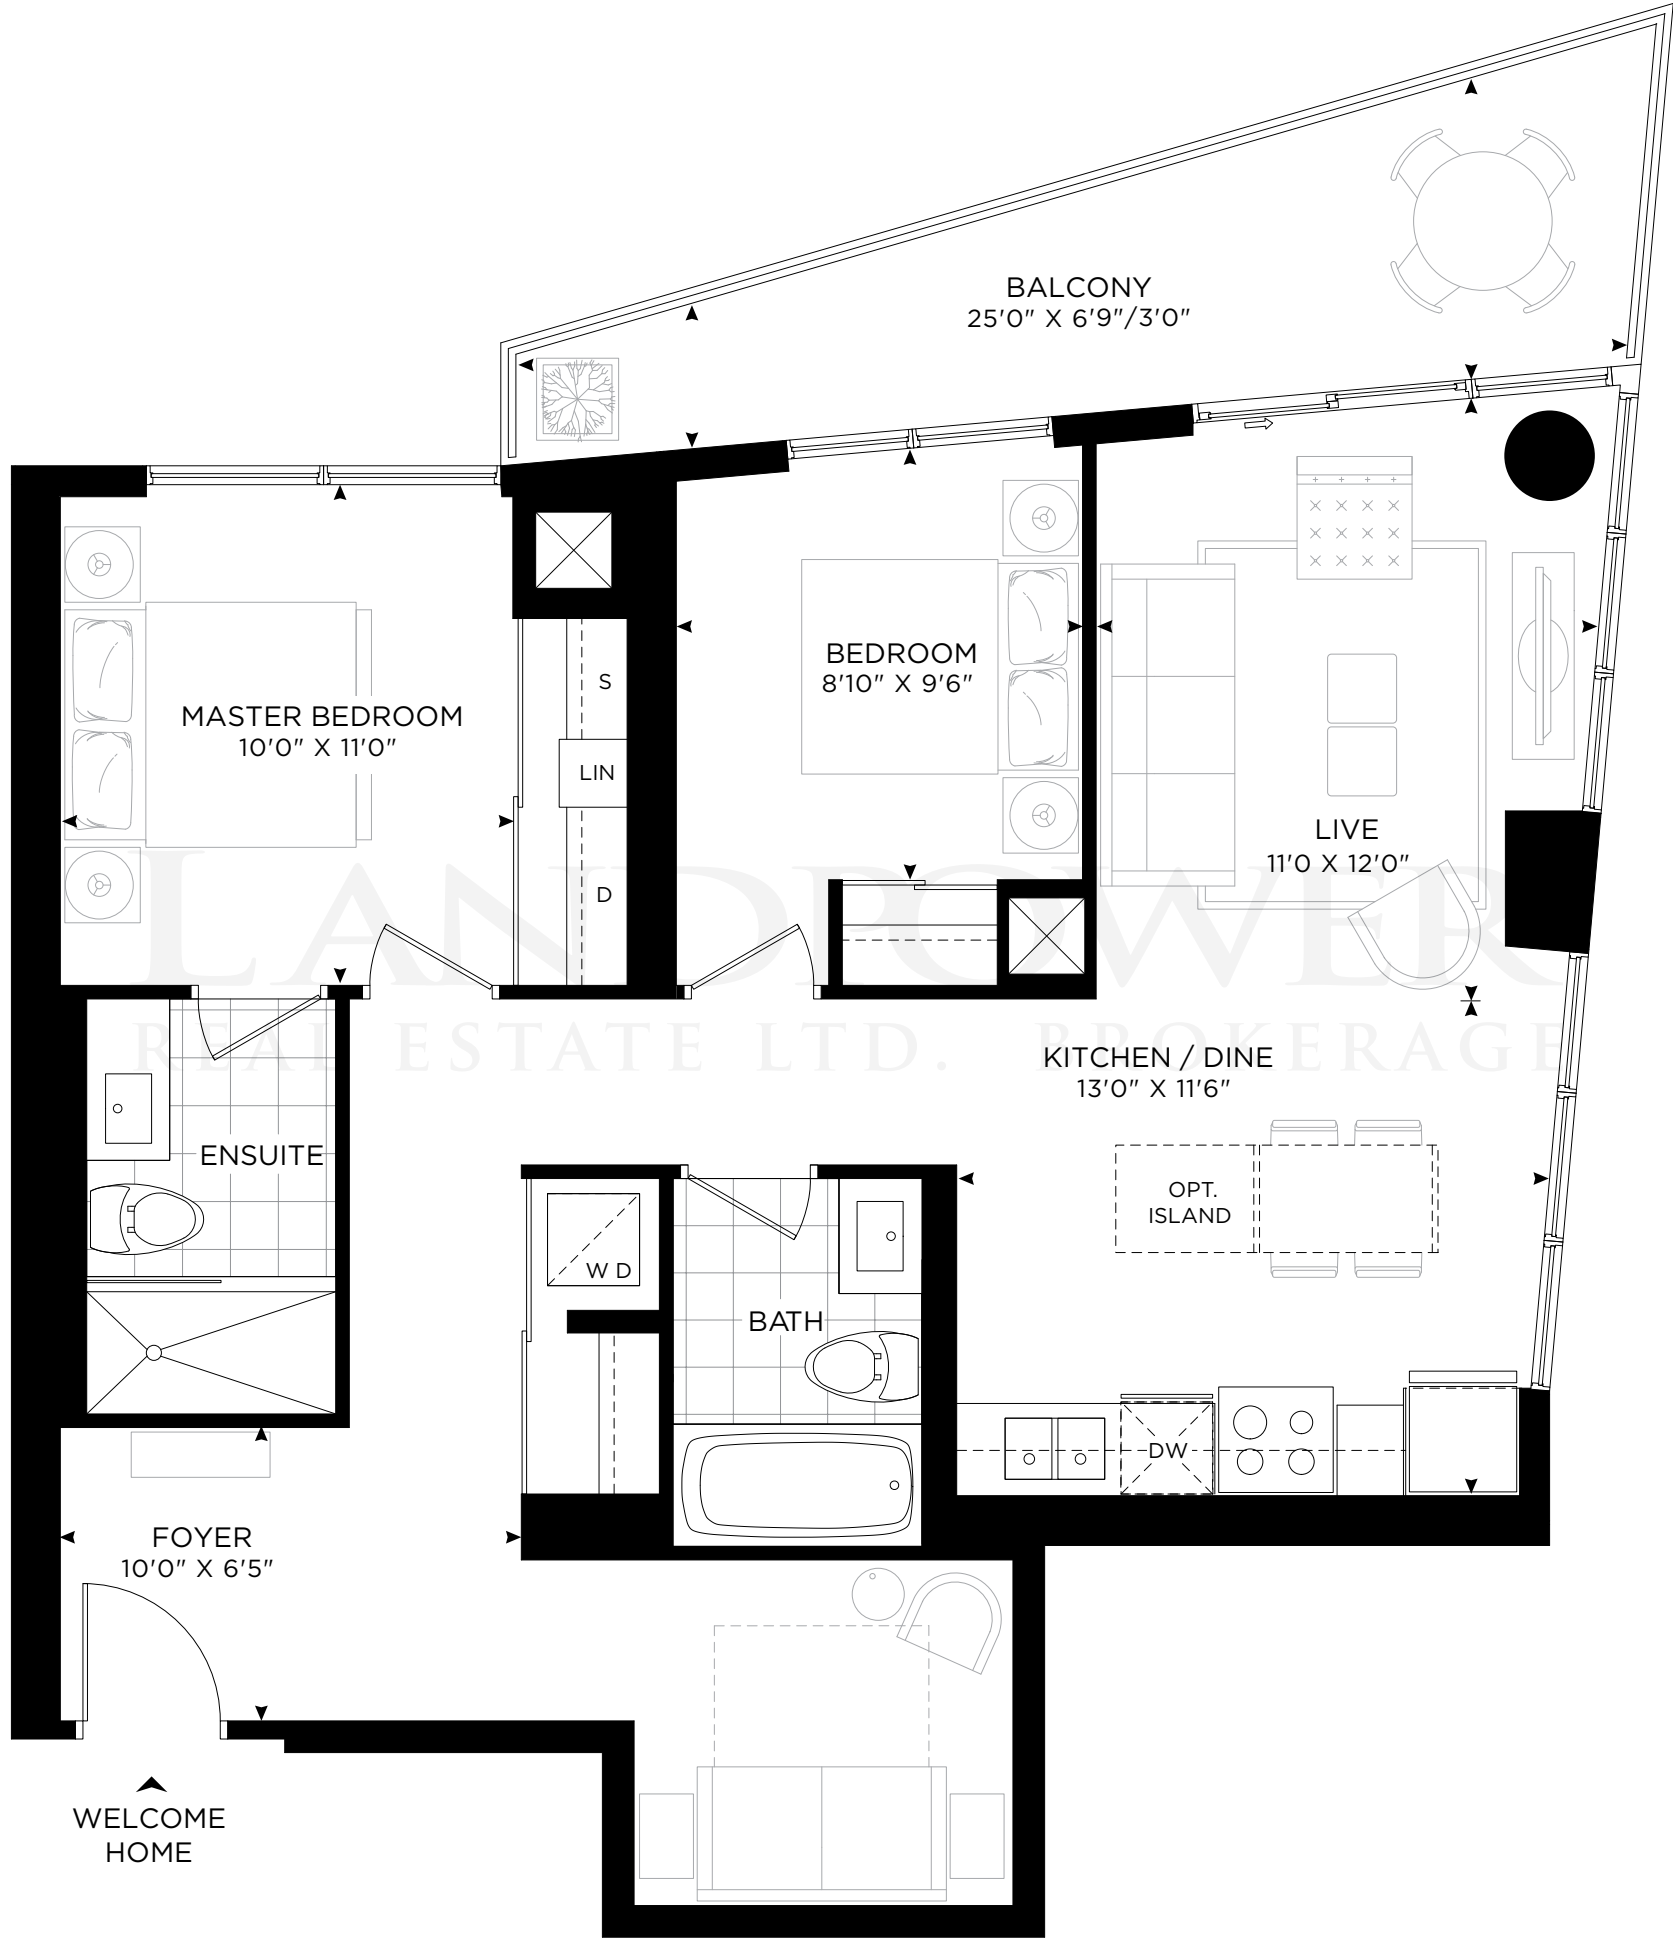 BALCONY
25'0" X 6'9"/3'0"
BEDROOM
8'10" X 9'6"
S
MASTER BEDROOM
10'0" X 11'0"
LIN
D
LIVE
11'0 X 12'0"
LANDPOWER
REAL ESTATE LTD. BROKERAGE
KITCHEN / DINE
13'0" X 11'6"
ENSUITE
OPT.
ISLAND
W D
BATH
DW
FOYER
10'0" X 6'5"
WELCOME
HOME